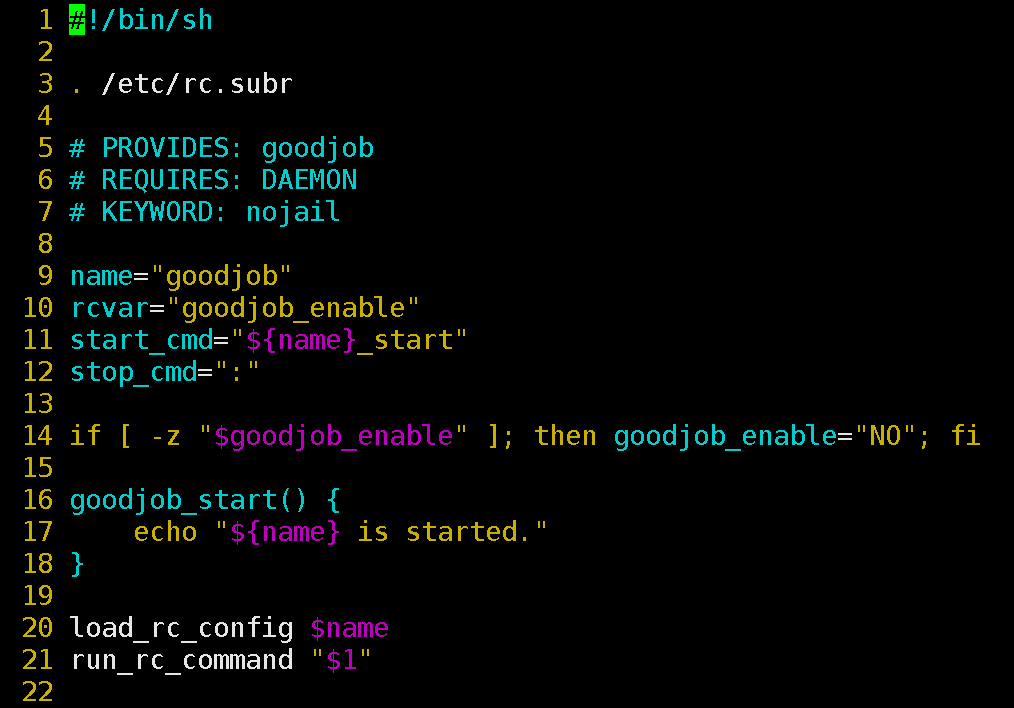 1 #!/bin/sh
2
3 . /etc/rc.subr
4
5 # PROVIDES: goodjob
6 # REQUIRES: DAEMON
7 # KEYWORD: nojail
8
9 name="goodjob"
10 rcvar="goodjob_enable"
11 start_cmd="${name}_start"
12 stop_cmd=":"
13
14 if [ -z "$goodjob_enable" ]; then goodjob_enable="NO"; fi
15
16 goodjob_start() {
17     echo "${name} is started."
18 }
19
20 load_rc_config $name
21 run_rc_command "$1"
22